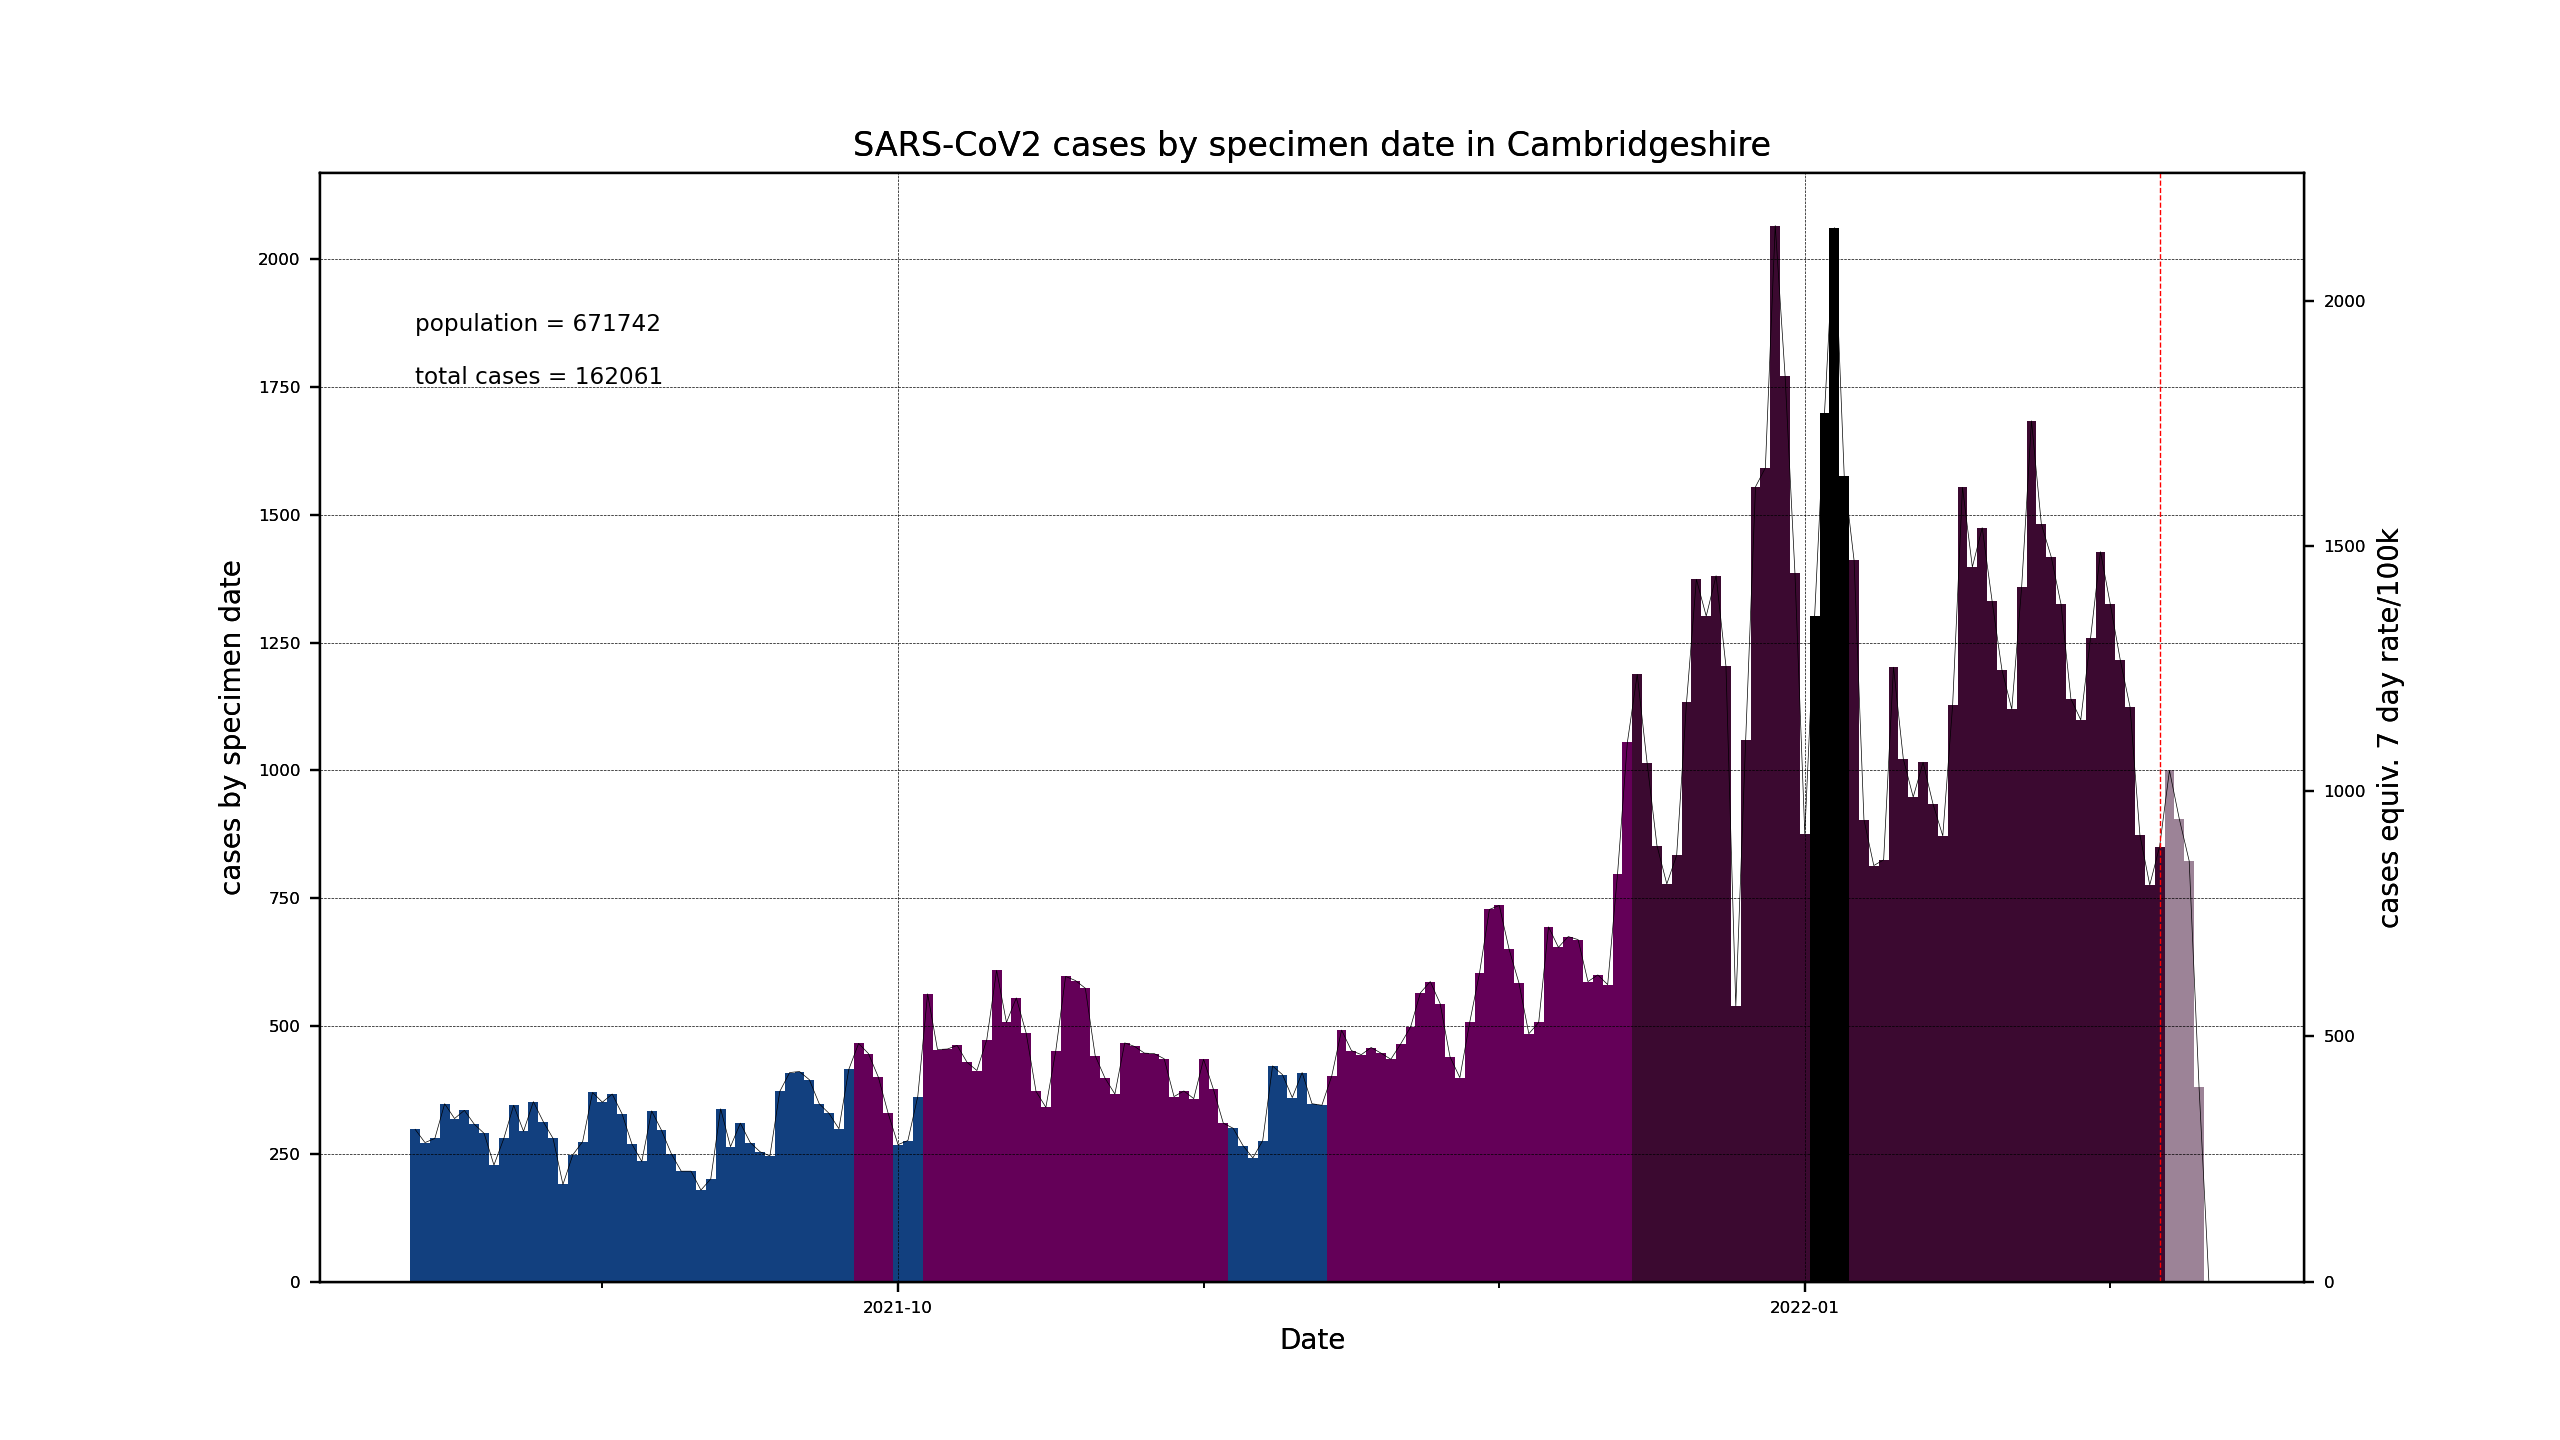 SARS-CoV2 cases by specimen date in Cambridgeshire
population = 671742
total cases = 162061
cases by specimen date
2000
1750
1500
1250
1000
750
500
250
0
2021-10
2022-01
Date
2000
1500
1000
500
0
cases equiv. 7 day rate/100k